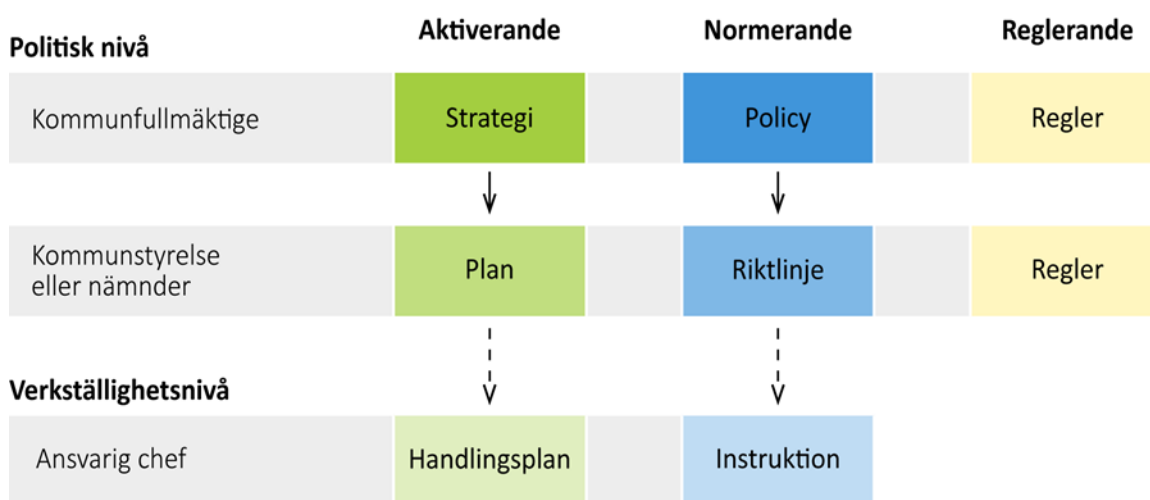 Aktiverande Normerande Reglerande
Politisk nivå
Kommunfullmäktige Strategi Policy Regler
Kommunstyrelse
eller nämnder
Plan Riktlinje Regler
Verkställighetsnivå
Ansvarig chef Handlingsplan Instruktion